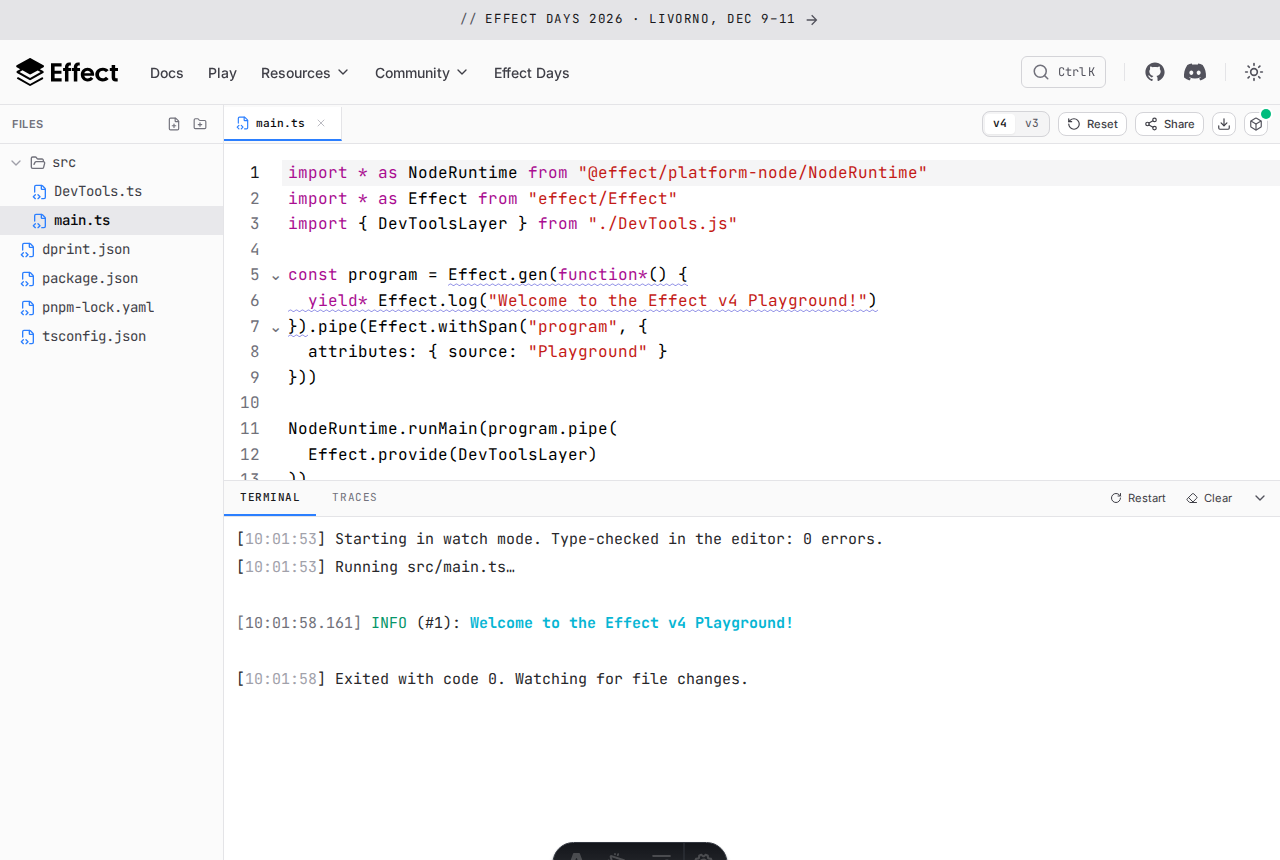 // EFFECT DAYS 2026 · LIVORNO, DEC 9–11 →
Effect Docs Play Resources Community Effect Days Ctrl K
FILES
main.ts
v4 v3 Reset Share
src
DevTools.ts
main.ts
dprint.json
package.json
pnpm-lock.yaml
tsconfig.json
1 import * as NodeRuntime from "@effect/platform-node/NodeRuntime"
2 import * as Effect from "effect/Effect"
3 import { DevToolsLayer } from "./DevTools.js"
4
5 const program = Effect.gen(function*() {
6 yield* Effect.log("Welcome to the Effect v4 Playground!")
7 }).pipe(Effect.withSpan("program", {
8 attributes: { source: "Playground" }
9 }))
10
11 NodeRuntime.runMain(program.pipe(
12 Effect.provide(DevToolsLayer)
13 ))
TERMINAL TRACES Restart Clear
[10:01:53] Starting in watch mode. Type-checked in the editor: 0 errors.
[10:01:53] Running src/main.ts…
[10:01:58.161] INFO (#1): Welcome to the Effect v4 Playground!
[10:01:58] Exited with code 0. Watching for file changes.